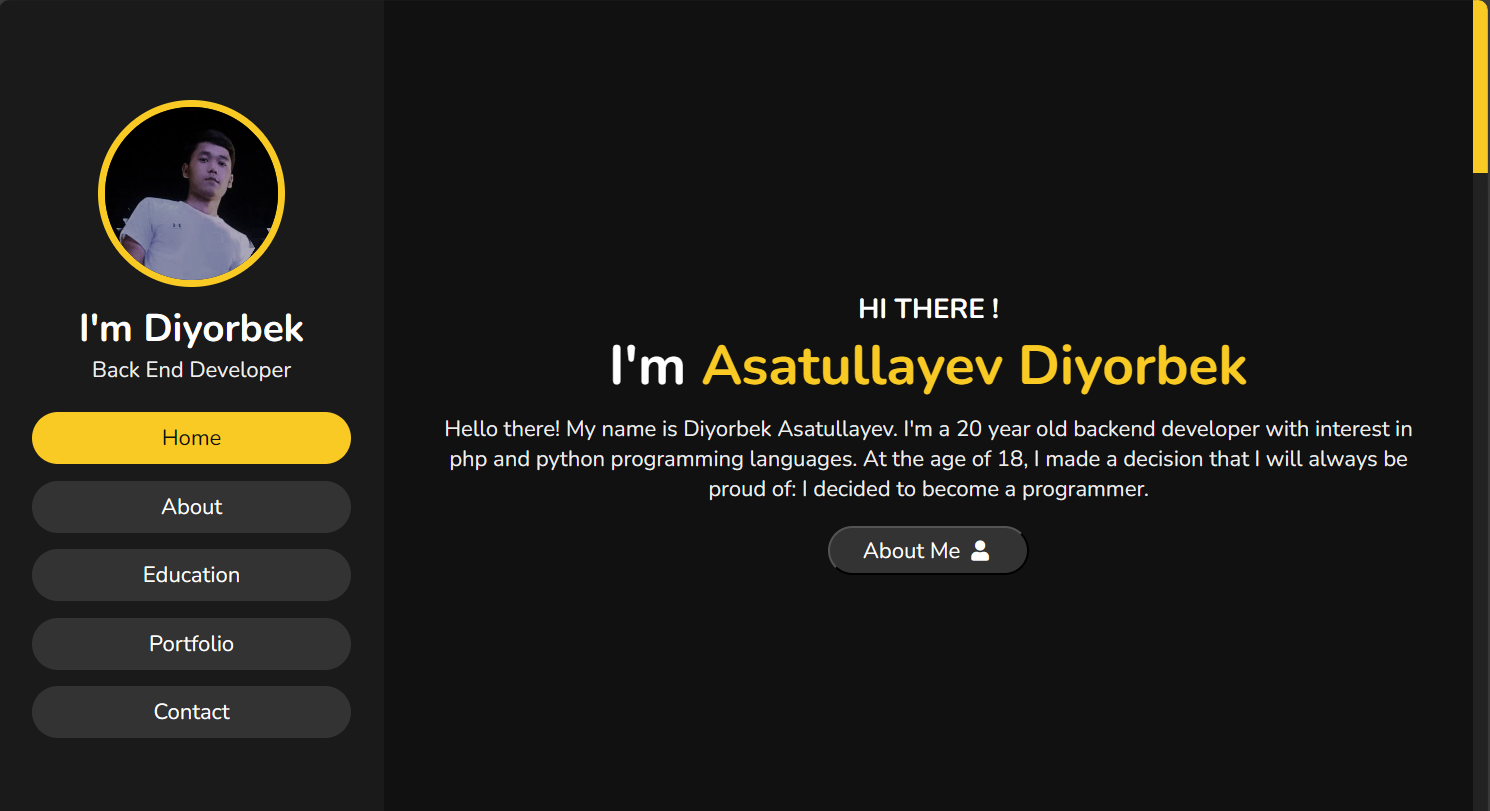 I'm Diyorbek
Back End Developer
Home
About
Education
Portfolio
Contact
HI THERE !
I'm Asatullayev Diyorbek
Hello there! My name is Diyorbek Asatullayev. I'm a 20 year old backend developer with interest in
php and python programming languages. At the age of 18, I made a decision that I will always be
proud of: I decided to become a programmer.
About Me